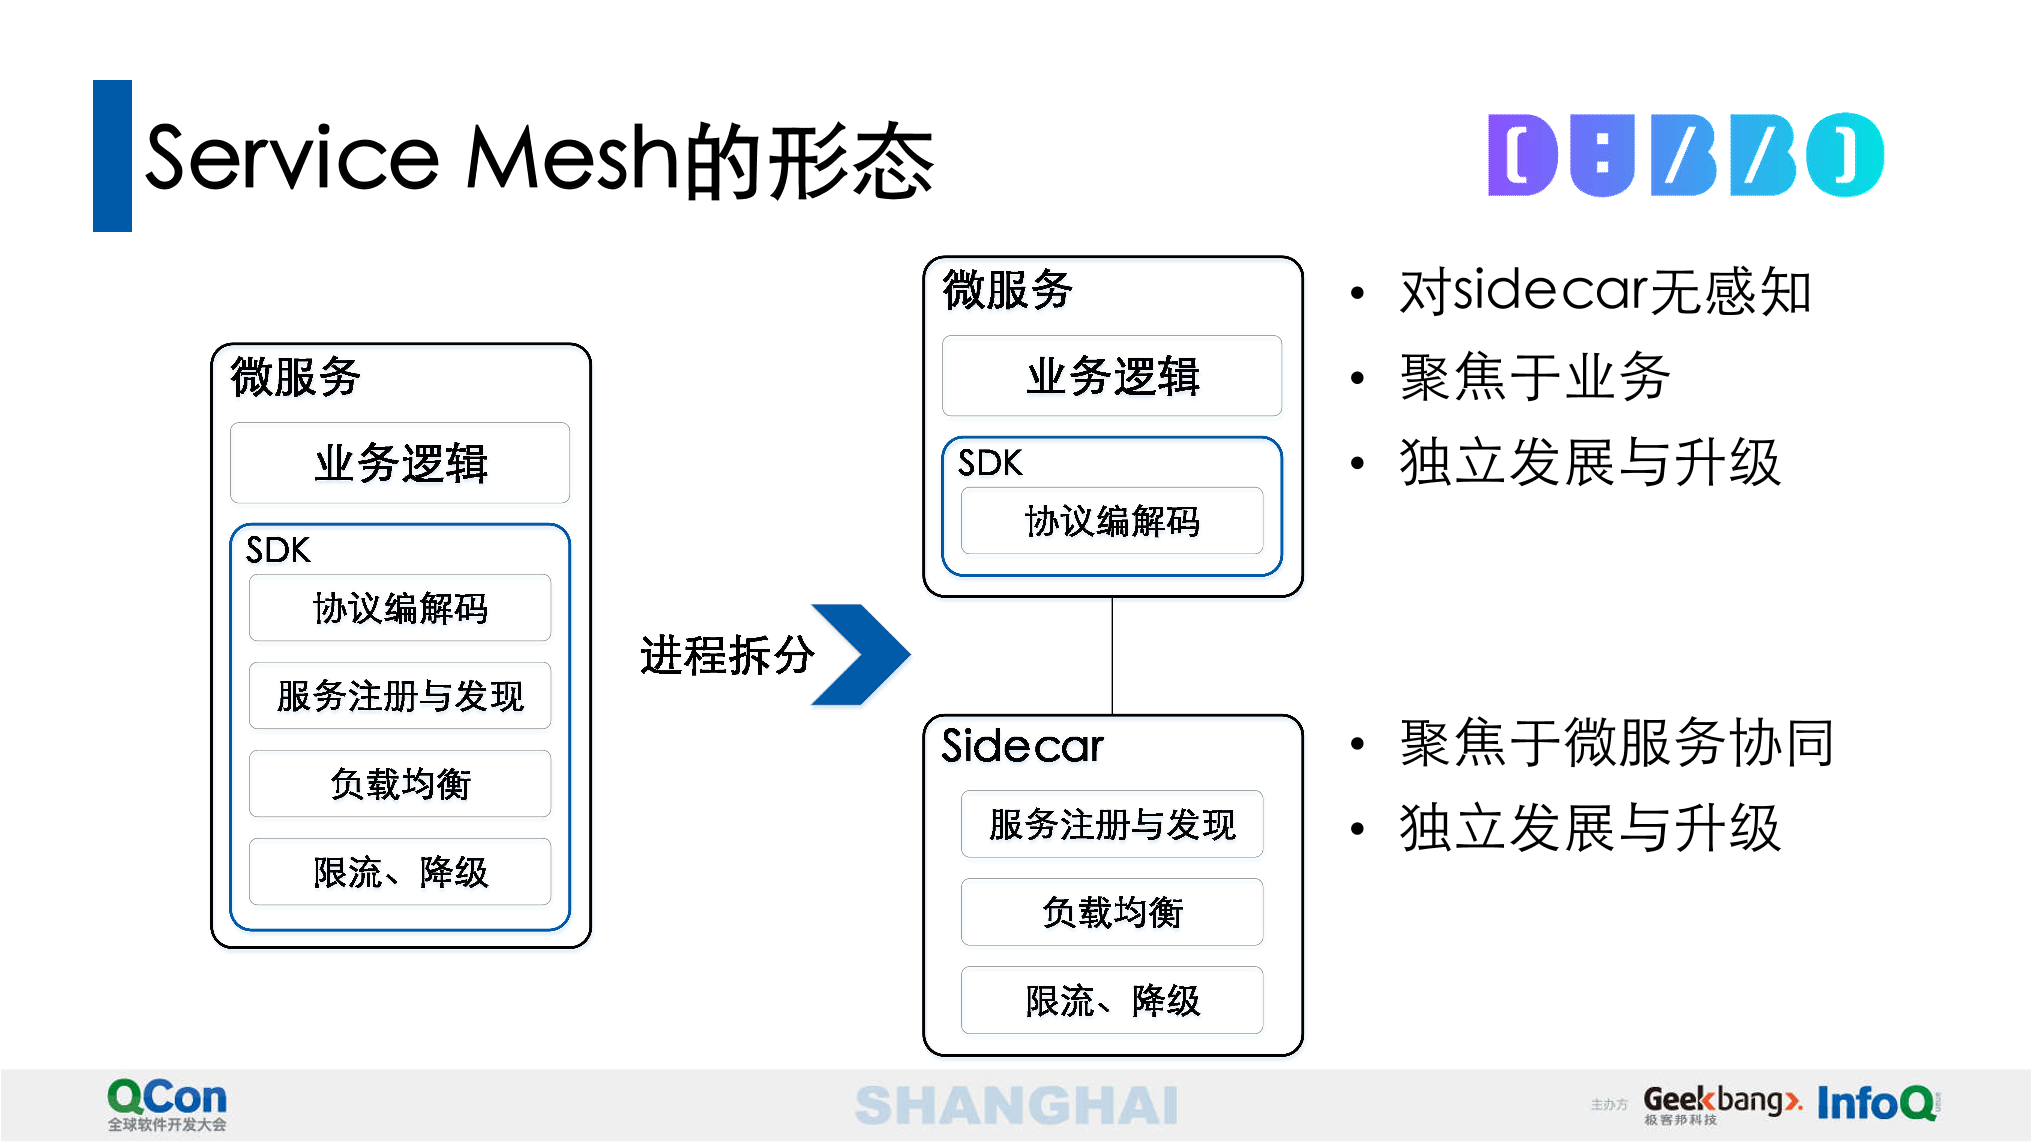 Service Mesh的形态
DUBBO
微服务
业务逻辑
SDK
协议编解码
服务注册与发现
负载均衡
限流、降级
进程拆分
微服务
业务逻辑
SDK
协议编解码
Sidecar
服务注册与发现
负载均衡
限流、降级
• 对sidecar无感知
• 聚焦于业务
• 独立发展与升级
• 聚焦于微服务协同
• 独立发展与升级
QCon
全球软件开发大会
SHANGHAI
主办方
Geekbang>.
极客邦科技
InfoQ